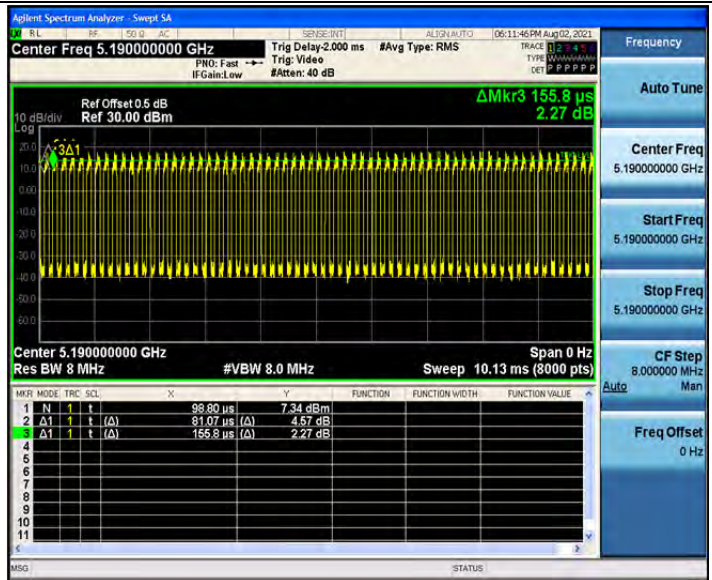 Agilent Spectrum Analyzer - Swept SA
RL RF 50 Ω AC SENSE:INT ALIGN AUTO 06:11:46 PM Aug 02, 2021
Center Freq 5.190000000 GHz
PNO: Fast
IFGain:Low
Trig Delay-2.000 ms
Trig: Video
#Atten: 40 dB
#Avg Type: RMS
TRACE 1 2 3 4 5 6
TYPE
DET P P P P P P
Frequency
Auto Tune
Ref Offset 0.5 dB
10 dB/div Ref 30.00 dBm
Log
ΔMkr3 155.8 µs
2.27 dB
3Δ1
20.0
10.0
0.00
-10.0
-20.0
-30.0
-40.0
-50.0
Center Freq
5.190000000 GHz
Start Freq
5.190000000 GHz
Stop Freq
5.190000000 GHz
CF Step
8.000000 MHz
Auto Man
Freq Offset
0 Hz
Center 5.190000000 GHz Span 0 Hz
Res BW 8 MHz #VBW 8.0 MHz Sweep 10.13 ms (8000 pts)
MKR MODE TRC SCL X Y FUNCTION FUNCTION WIDTH FUNCTION VALUE
1 N 1 t 98.80 µs 7.34 dBm
2 Δ1 1 t (Δ) 81.07 µs (Δ) 4.57 dB
3 Δ1 1 t (Δ) 155.8 µs (Δ) 2.27 dB
4
5
6
7
8
9
10
11
MSG STATUS